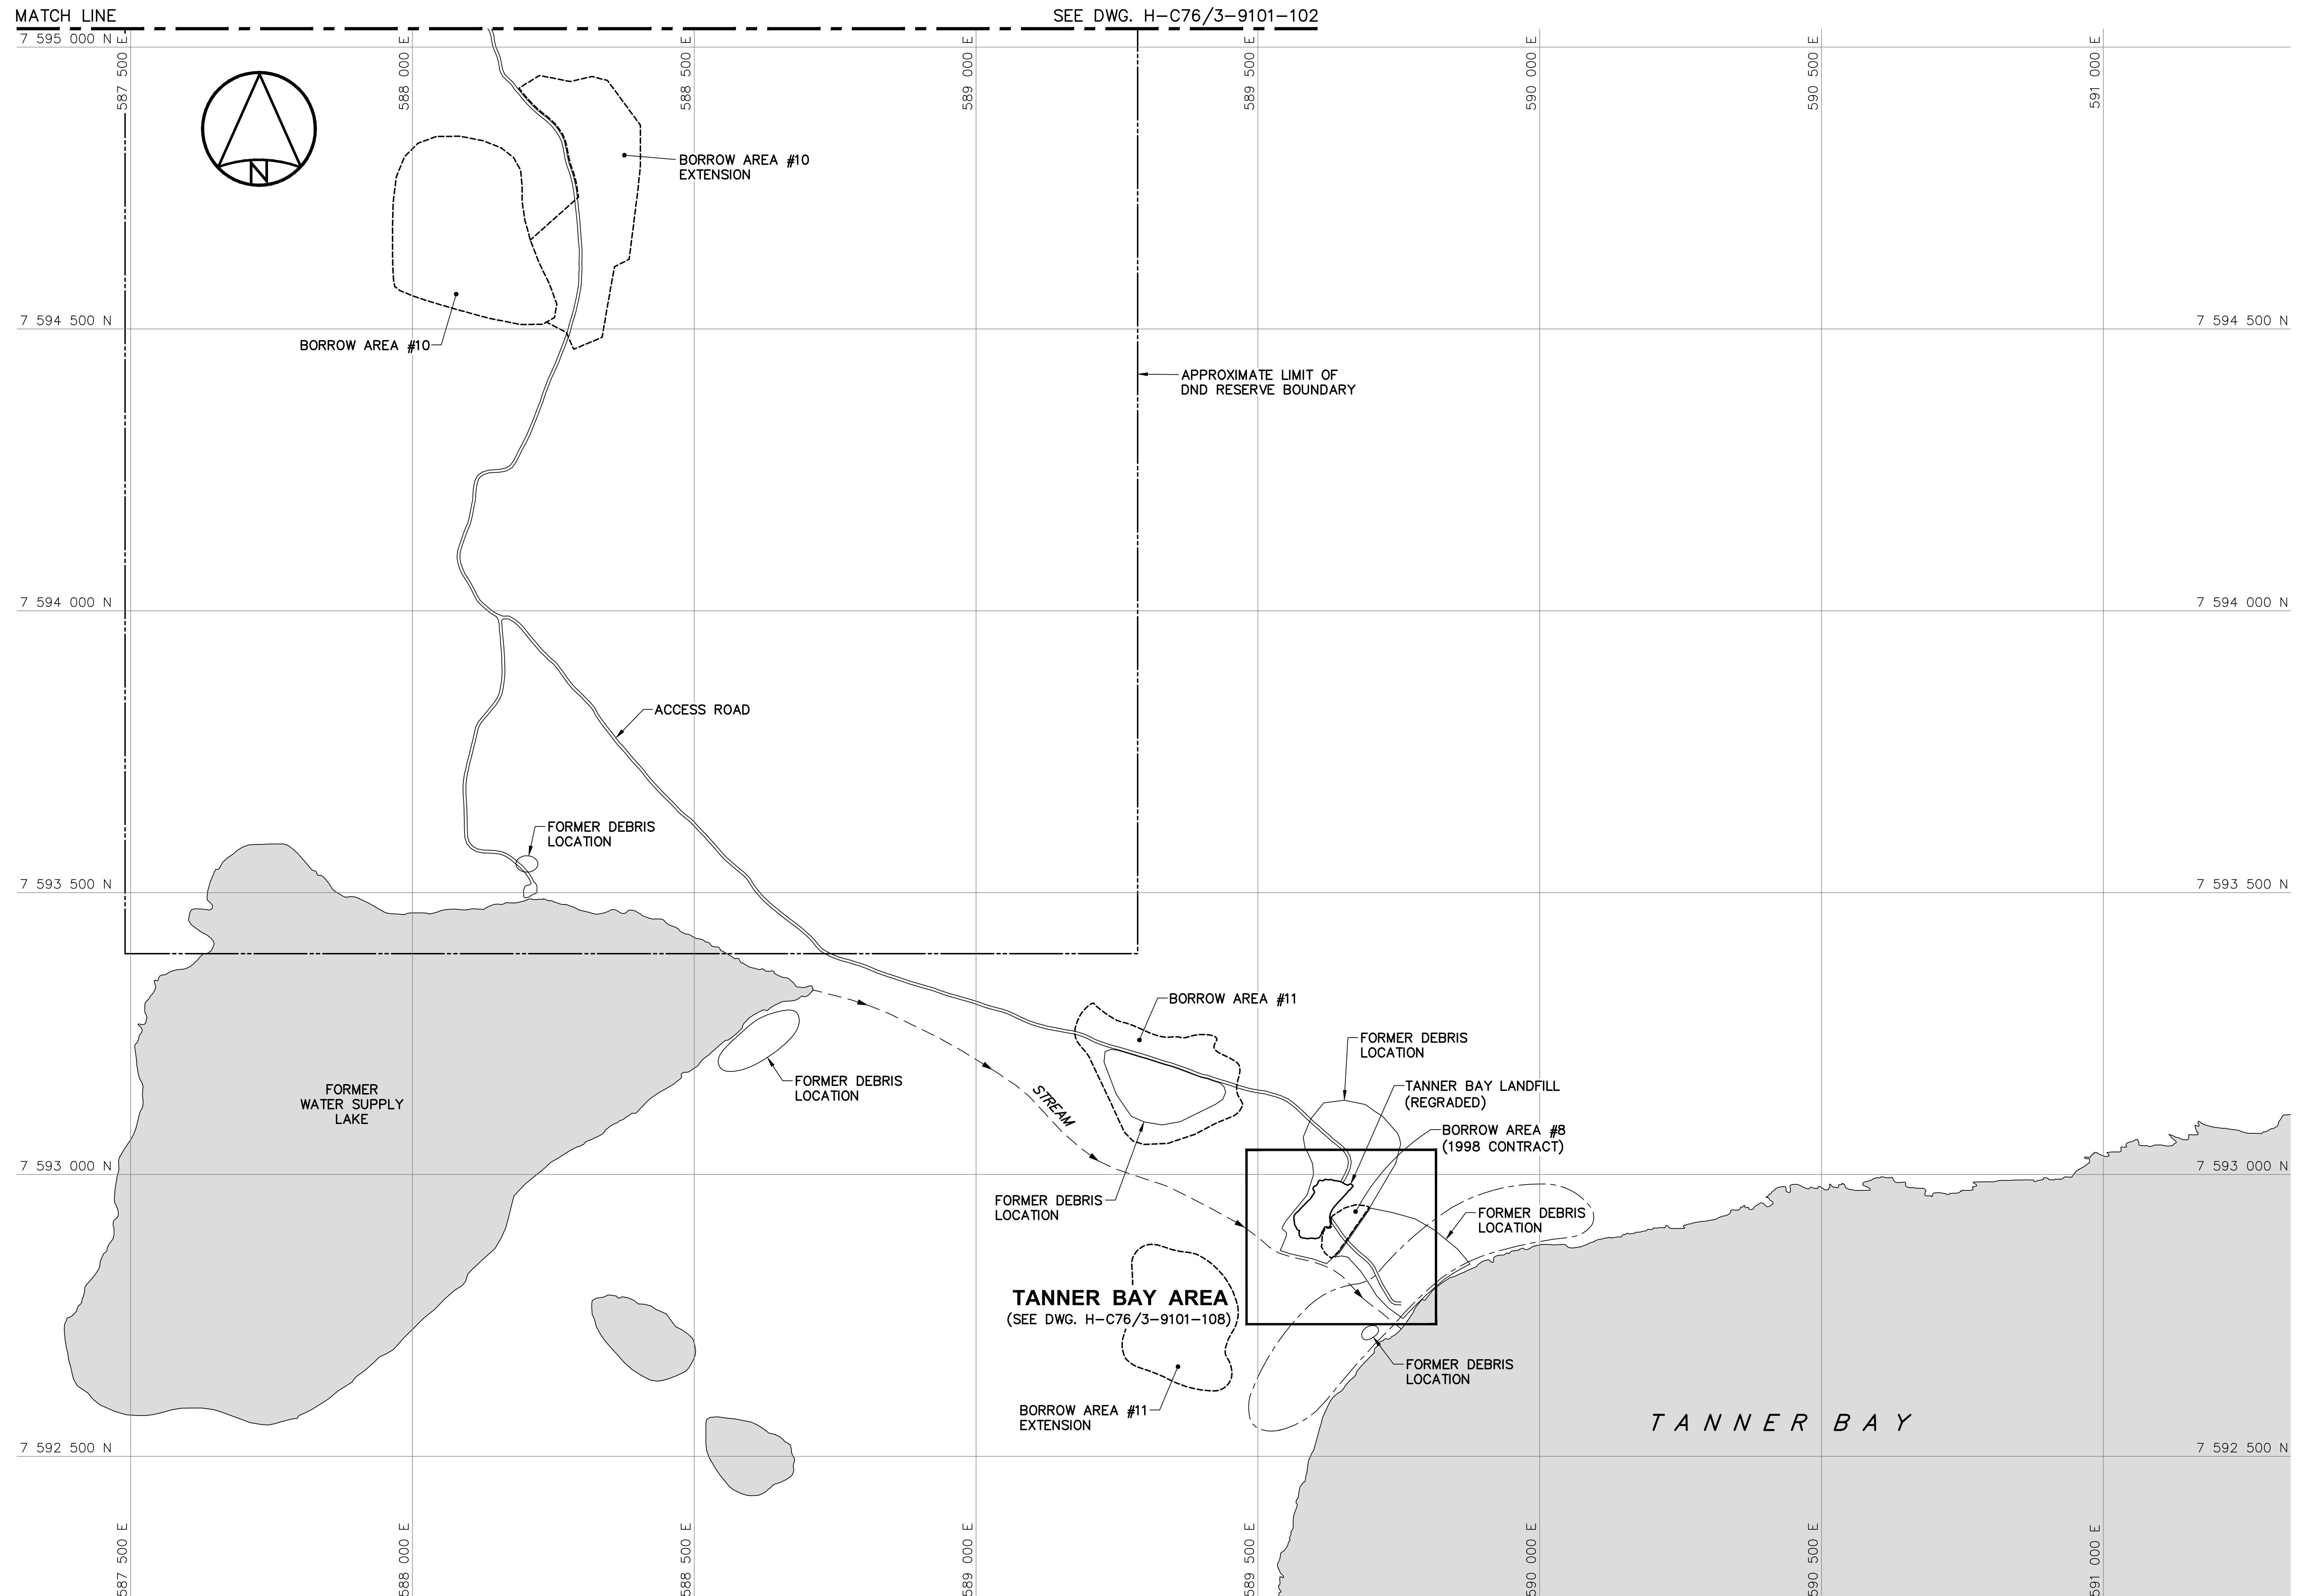 MATCH LINE
SEE DWG. H-C76/3-9101-102
7 595 000 N
587 500 E
588 000 E
588 500 E
589 000 E
589 500 E
590 000 E
590 500 E
591 000 E
N
BORROW AREA #10
EXTENSION
7 594 500 N
7 594 500 N
BORROW AREA #10
APPROXIMATE LIMIT OF
DND RESERVE BOUNDARY
7 594 000 N
7 594 000 N
ACCESS ROAD
FORMER DEBRIS
LOCATION
7 593 500 N
7 593 500 N
BORROW AREA #11
FORMER DEBRIS
LOCATION
FORMER DEBRIS
LOCATION
TANNER BAY LANDFILL
(REGRADED)
FORMER
WATER SUPPLY
LAKE
STREAM
BORROW AREA #8
(1998 CONTRACT)
7 593 000 N
7 593 000 N
FORMER DEBRIS
LOCATION
FORMER DEBRIS
LOCATION
TANNER BAY AREA
(SEE DWG. H-C76/3-9101-108)
FORMER DEBRIS
LOCATION
BORROW AREA #11
EXTENSION
TANNER BAY
7 592 500 N
7 592 500 N
587 500 E
588 000 E
588 500 E
589 000 E
589 500 E
590 000 E
590 500 E
591 000 E